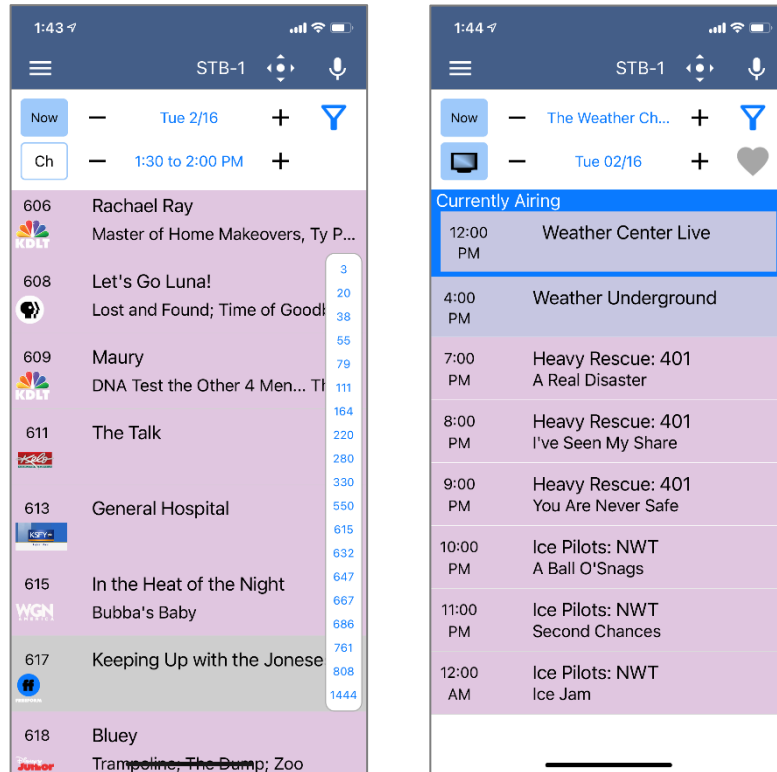 1:43
STB-1
Now
Tue 2/16
Ch
1:30 to 2:00 PM
606
Rachael Ray
KDLT
Master of Home Makeovers, Ty P...
608
Let's Go Luna!
Lost and Found; Time of Goodb
609
Maury
KDLT
DNA Test the Other 4 Men... Th
611
The Talk
Kelo
613
General Hospital
KSFY
615
In the Heat of the Night
WGN
AMERICA
Bubba's Baby
617
Keeping Up with the Jonese
618
Bluey
Disney
JUNIOR
Trampoline; The Dump; Zoo
3
20
38
55
79
111
164
220
280
330
550
615
632
647
667
686
761
808
1444
1:44
STB-1
Now
The Weather Ch...
Tue 02/16
Currently Airing
12:00
PM
Weather Center Live
4:00
PM
Weather Underground
7:00
PM
Heavy Rescue: 401
A Real Disaster
8:00
PM
Heavy Rescue: 401
I've Seen My Share
9:00
PM
Heavy Rescue: 401
You Are Never Safe
10:00
PM
Ice Pilots: NWT
A Ball O'Snags
11:00
PM
Ice Pilots: NWT
Second Chances
12:00
AM
Ice Pilots: NWT
Ice Jam